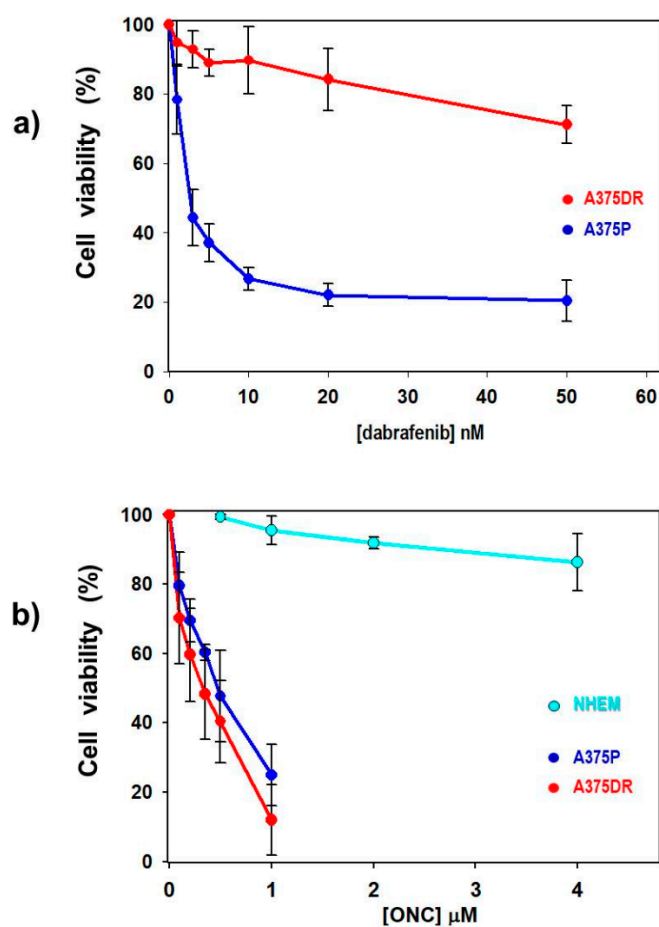 a)
Cell viability (%)
100
80
60
40
20
0
A375DR
A375P
0 10 20 30 40 50 60
[dabrafenib] nM
b)
Cell viability (%)
100
80
60
40
20
0
NHEM
A375P
A375DR
0 1 2 3 4
[ONC] μM